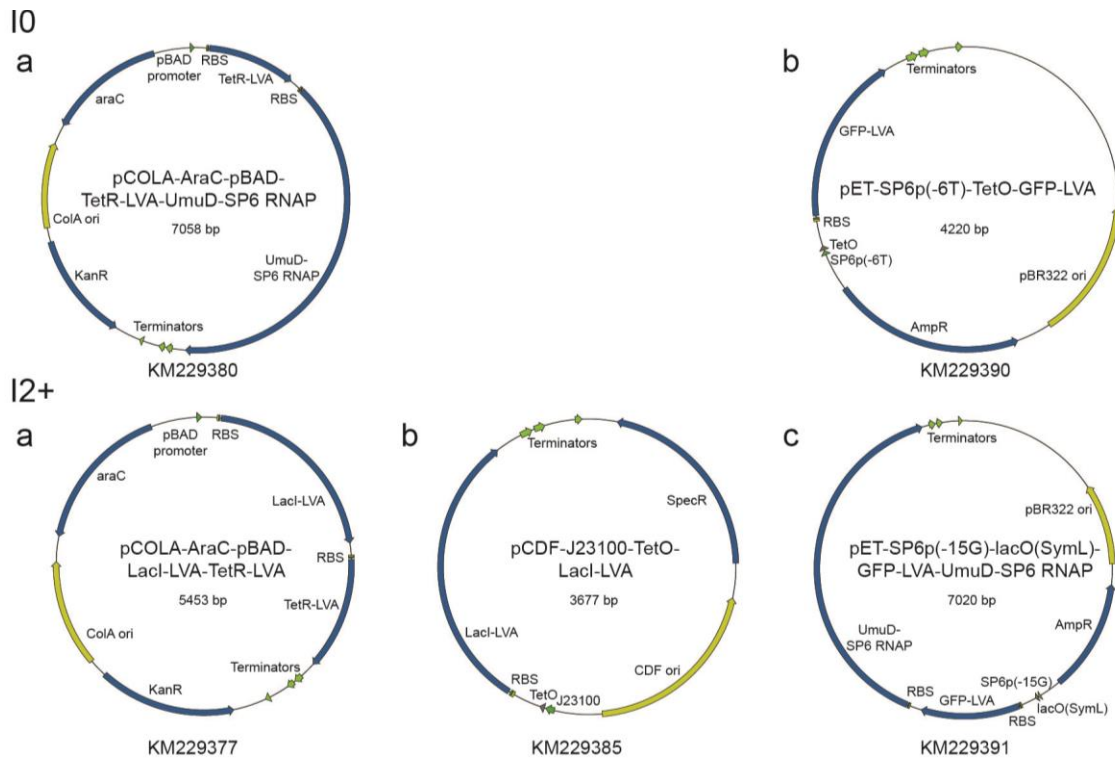 I0
a
pBAD
promoter
RBS
TetR-LVA
RBS
araC
pCOLA-AraC-pBAD-
TetR-LVA-UmuD-SP6 RNAP
7058 bp
ColA ori
UmuD-
SP6 RNAP
KanR
Terminators
KM229380
b
Terminators
GFP-LVA
pET-SP6p(-6T)-TetO-GFP-LVA
4220 bp
RBS
TetO
SP6p(-6T)
pBR322 ori
AmpR
KM229390
I2+
a
pBAD
promoter
RBS
araC
LacI-LVA
pCOLA-AraC-pBAD-
LacI-LVA-TetR-LVA
5453 bp
RBS
TetR-LVA
ColA ori
Terminators
KanR
KM229377
b
Terminators
SpecR
pCDF-J23100-TetO-
LacI-LVA
3677 bp
LacI-LVA
RBS
TetO
J23100
CDF ori
KM229385
c
Terminators
pBR322 ori
pET-SP6p(-15G)-lacO(SymL)-
GFP-LVA-UmuD-SP6 RNAP
7020 bp
UmuD-
SP6 RNAP
AmpR
SP6p(-15G)
RBS
GFP-LVA
lacO(SymL)
RBS
KM229391